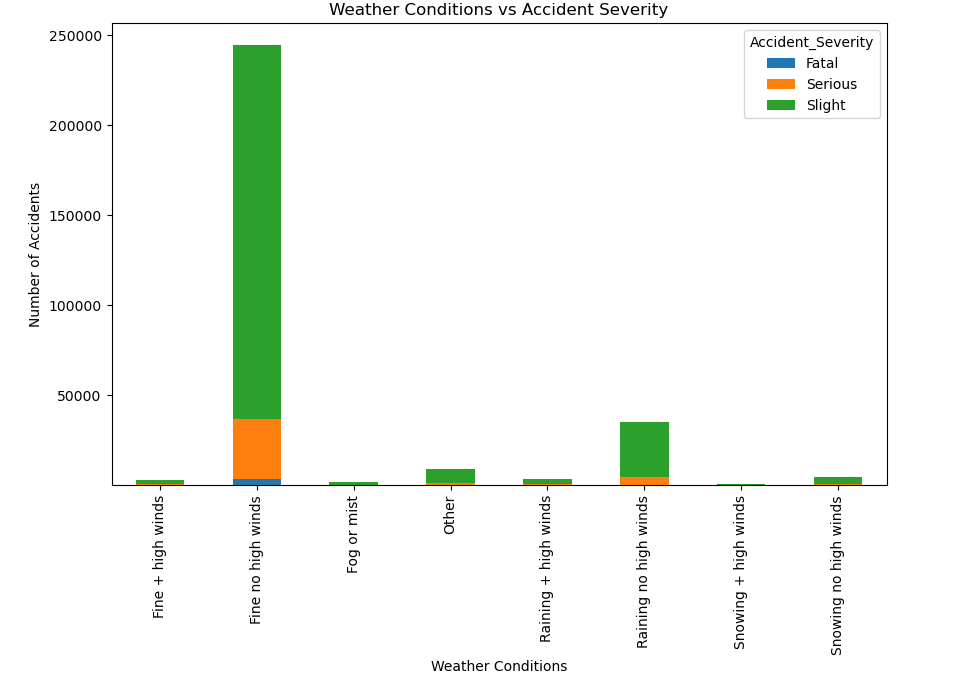 Weather Conditions vs Accident Severity
Accident_Severity
Fatal
Serious
Slight
Number of Accidents
250000
200000
150000
100000
50000
Fine + high winds
Fine no high winds
Fog or mist
Other
Raining + high winds
Raining no high winds
Snowing + high winds
Snowing no high winds
Weather Conditions